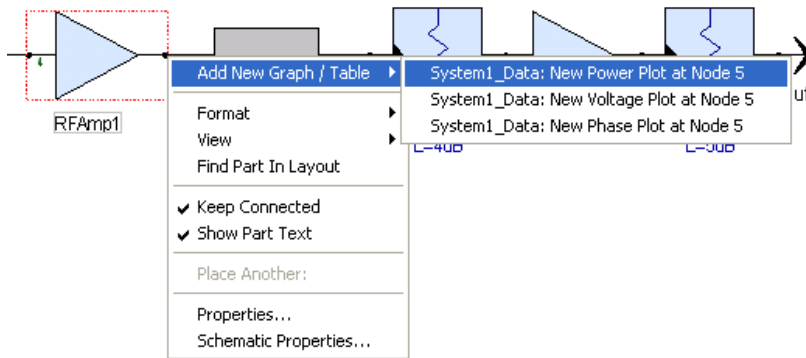 Add New Graph / Table
System1_Data: New Power Plot at Node 5
System1_Data: New Voltage Plot at Node 5
System1_Data: New Phase Plot at Node 5
RFAmp1
Format
View
Find Part In Layout
Keep Connected
Show Part Text
Place Another:
Properties...
Schematic Properties...